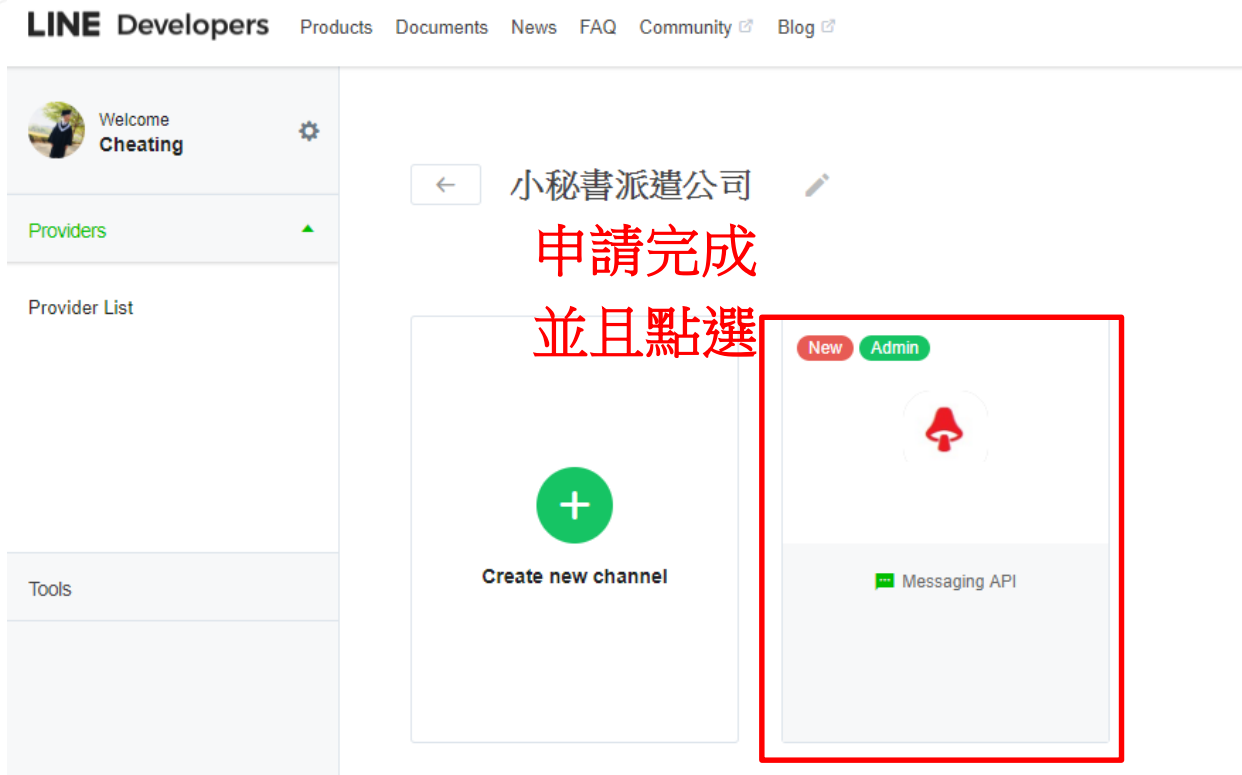 LINE Developers Products Documents News FAQ Community Blog
Welcome
Cheating
Providers
Provider List
Tools
小秘書派遣公司
申請完成
並且點選
Create new channel
New Admin
Messaging API